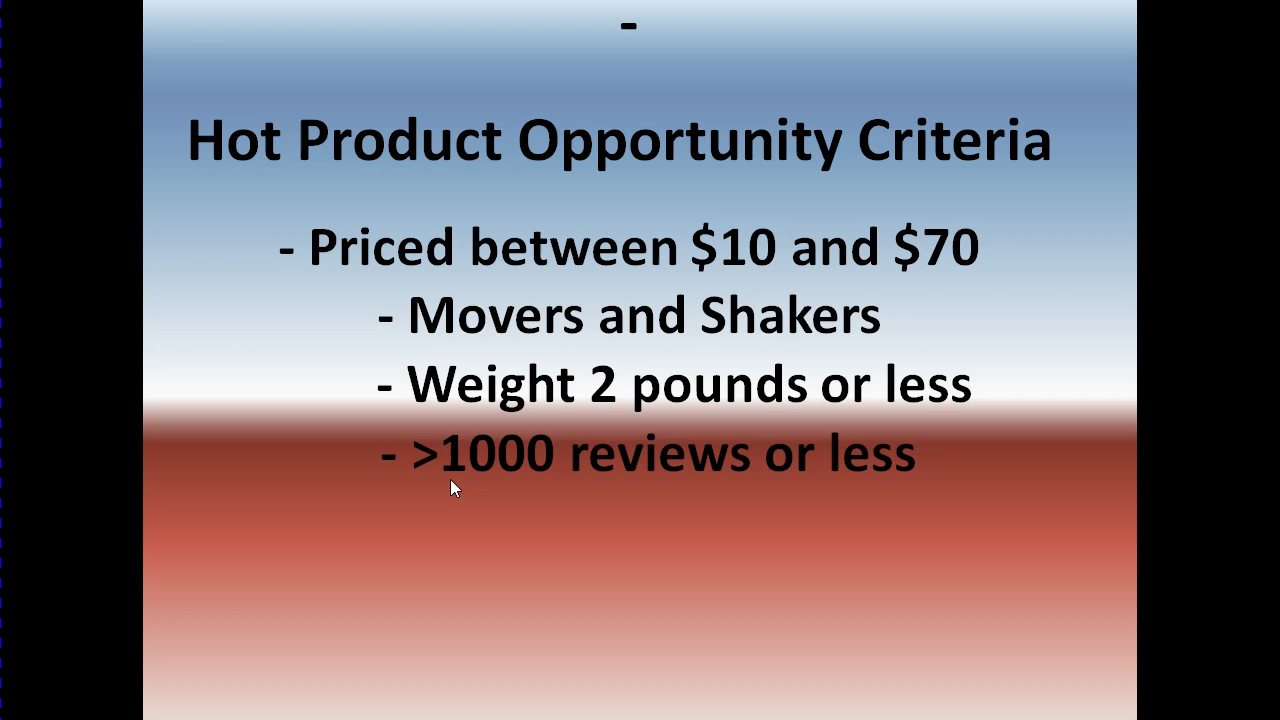 -
Hot Product Opportunity Criteria
- Priced between $10 and $70
- Movers and Shakers
- Weight 2 pounds or less
- >1000 reviews or less